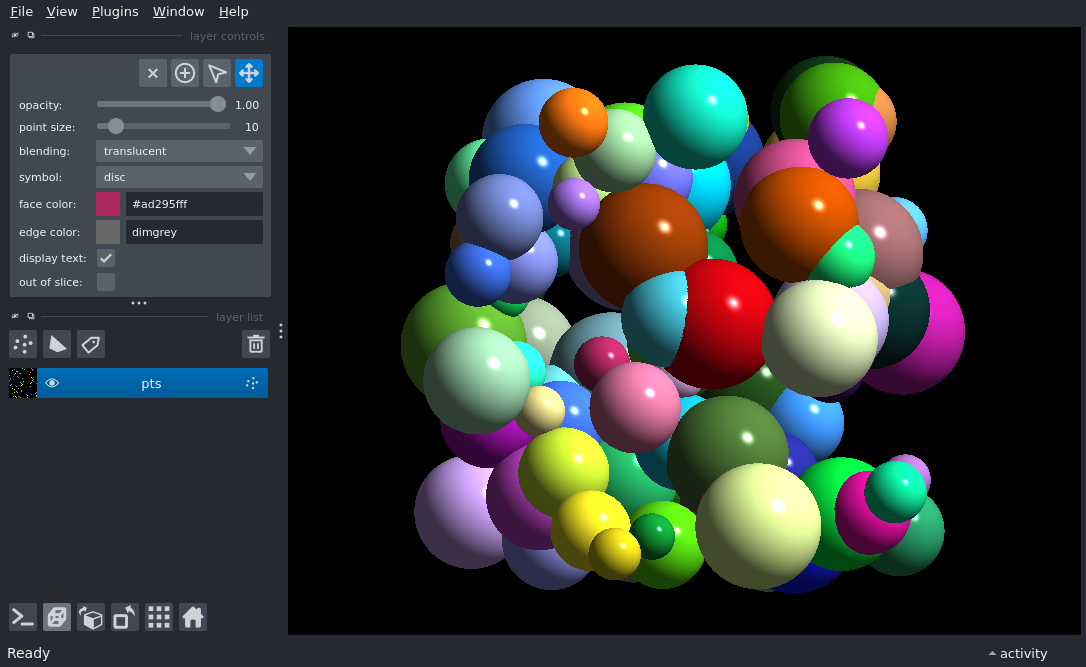 File View Plugins Window Help
layer controls
opacity: 1.00
point size: 10
blending: translucent
symbol: disc
face color: #ad295fff
edge color: dimgrey
display text:
out of slice:
layer list
pts
Ready
activity